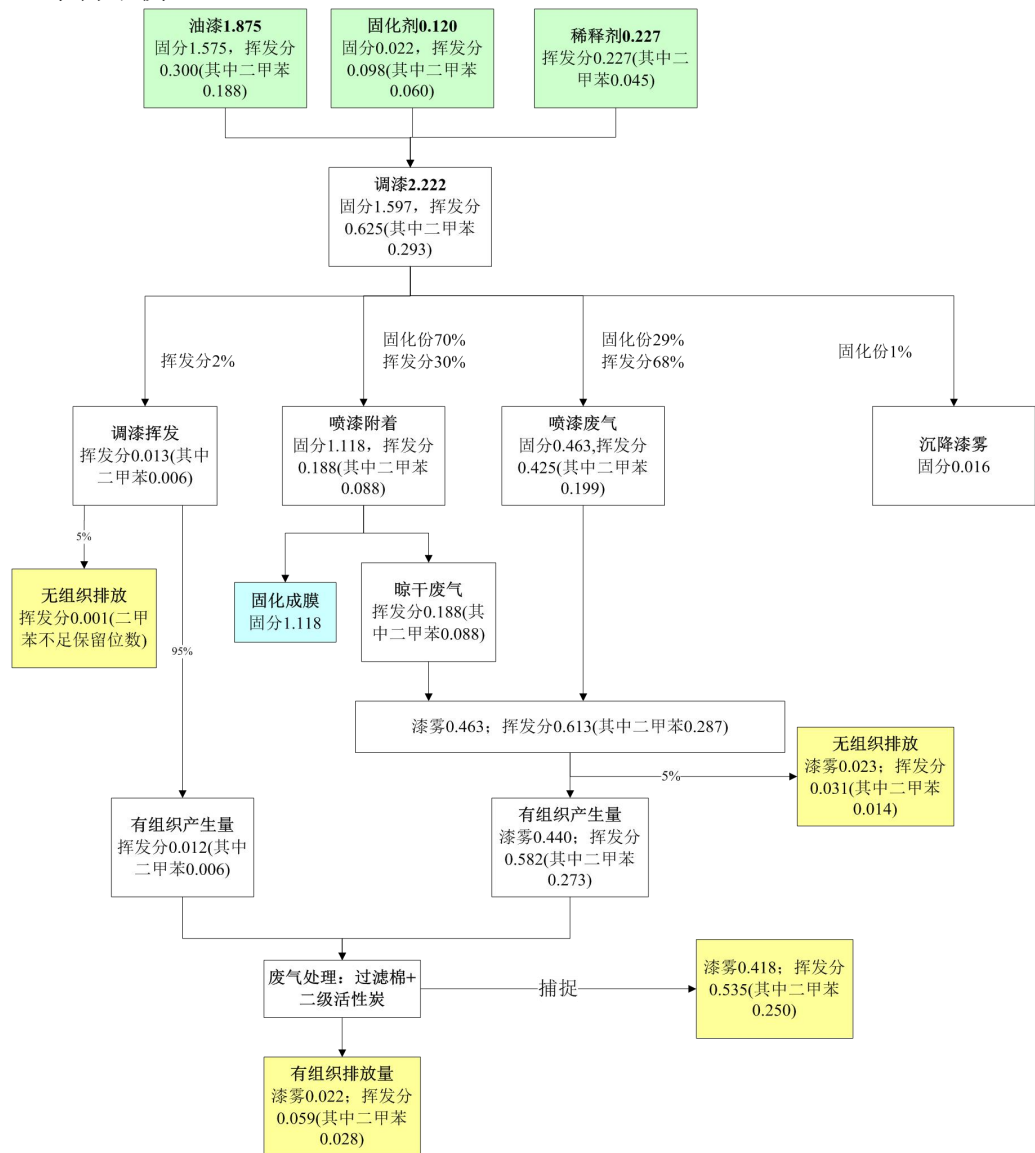 油漆1.875
固分1.575，挥发分
0.300(其中二甲苯
0.188)
固化剂0.120
固分0.022，挥发分
0.098(其中二甲苯
0.060)
稀释剂0.227
挥发分0.227(其中二
甲苯0.045)
调漆2.222
固分1.597，挥发分
0.625(其中二甲苯
0.293)
挥发分2%
固化份70%
挥发分30%
固化份29%
挥发分68%
固化份1%
调漆挥发
挥发分0.013(其中
二甲苯0.006)
喷漆附着
固分1.118，挥发分
0.188(其中二甲苯
0.088)
喷漆废气
固分0.463,挥发分
0.425(其中二甲苯
0.199)
沉降漆雾
固分0.016
5%
95%
无组织排放
挥发分0.001(二甲
苯不足保留位数)
固化成膜
固分1.118
晾干废气
挥发分0.188(其
中二甲苯0.088)
漆雾0.463；挥发分0.613(其中二甲苯0.287)
5%
无组织排放
漆雾0.023；挥发分
0.031(其中二甲苯
0.014)
有组织产生量
挥发分0.012(其中
二甲苯0.006)
有组织产生量
漆雾0.440；挥发分
0.582(其中二甲苯
0.273)
废气处理：过滤棉+
二级活性炭
捕捉
漆雾0.418；挥发分
0.535(其中二甲苯
0.250)
有组织排放量
漆雾0.022；挥发分
0.059(其中二甲苯
0.028)